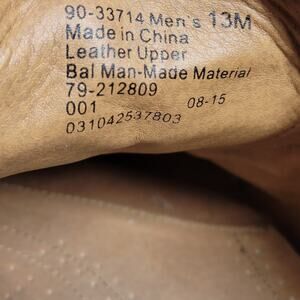 90-33714 Men's 13M
Made in China
Leather Upper
Bal Man-Made Material
79-212809
001 08-15
031042537803